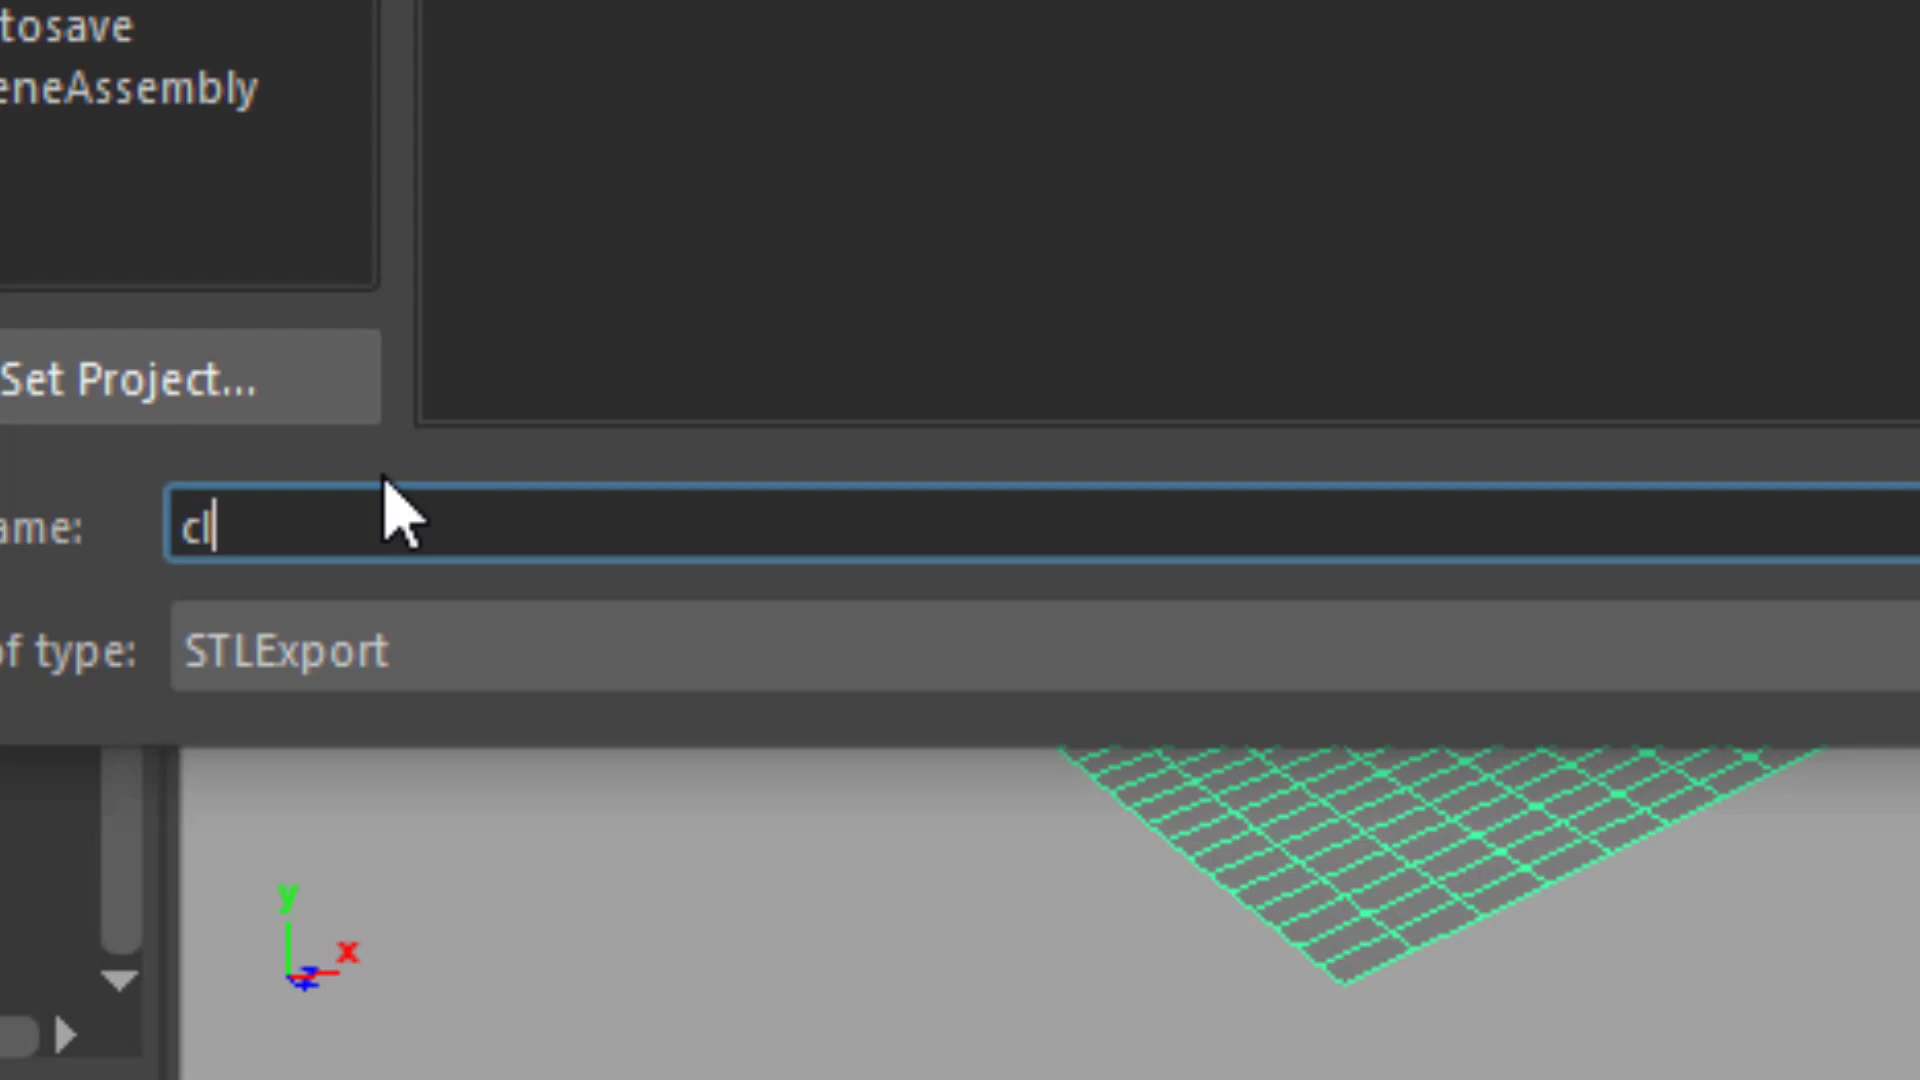 tosave
eneAssembly
Set Project...
ame:
cl
of type:
STLExport
y
x
z